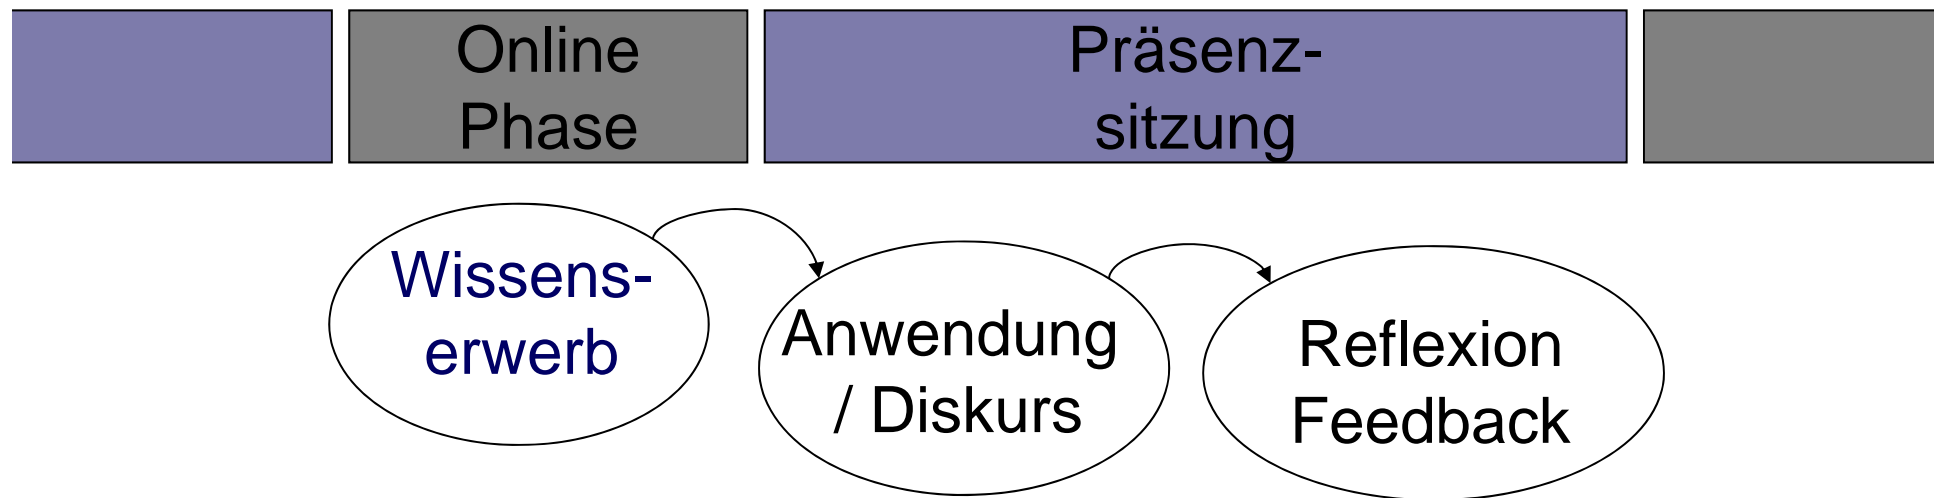 Online
Phase
Präsenz-
sitzung
Wissens-
erwerb
Anwendung
/ Diskurs
Reflexion
Feedback